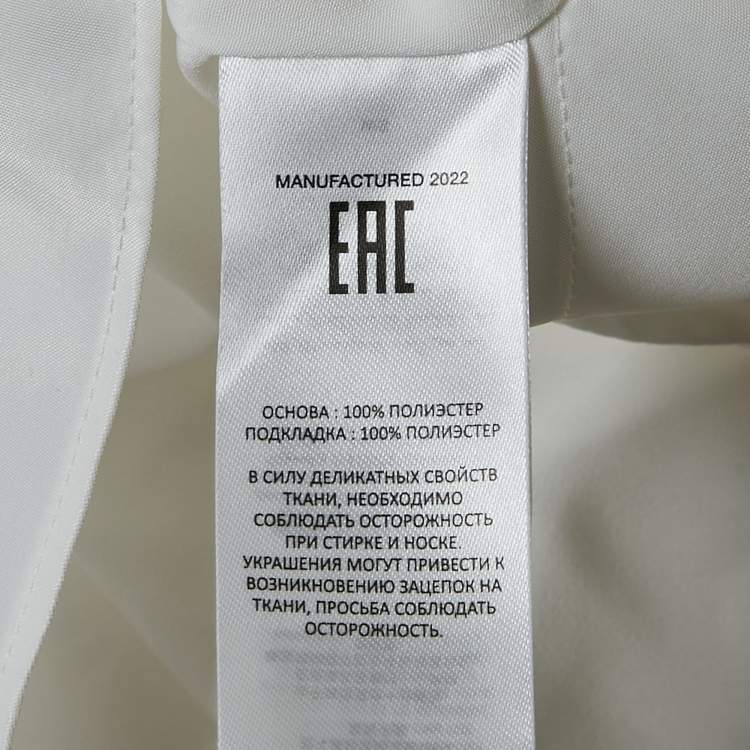 MANUFACTURED 2022
EAC
ОСНОВА : 100% ПОЛИЭСТЕР
ПОДКЛАДКА : 100% ПОЛИЭСТЕР
В СИЛУ ДЕЛИКАТНЫХ СВОЙСТВ
ТКАНИ, НЕОБХОДИМО
СОБЛЮДАТЬ ОСТОРОЖНОСТЬ
ПРИ СТИРКЕ И НОСКЕ.
УКРАШЕНИЯ МОГУТ ПРИВЕСТИ К
ВОЗНИКНОВЕНИЮ ЗАЦЕПОК НА
ТКАНИ, ПРОСЬБА СОБЛЮДАТЬ
ОСТОРОЖНОСТЬ.